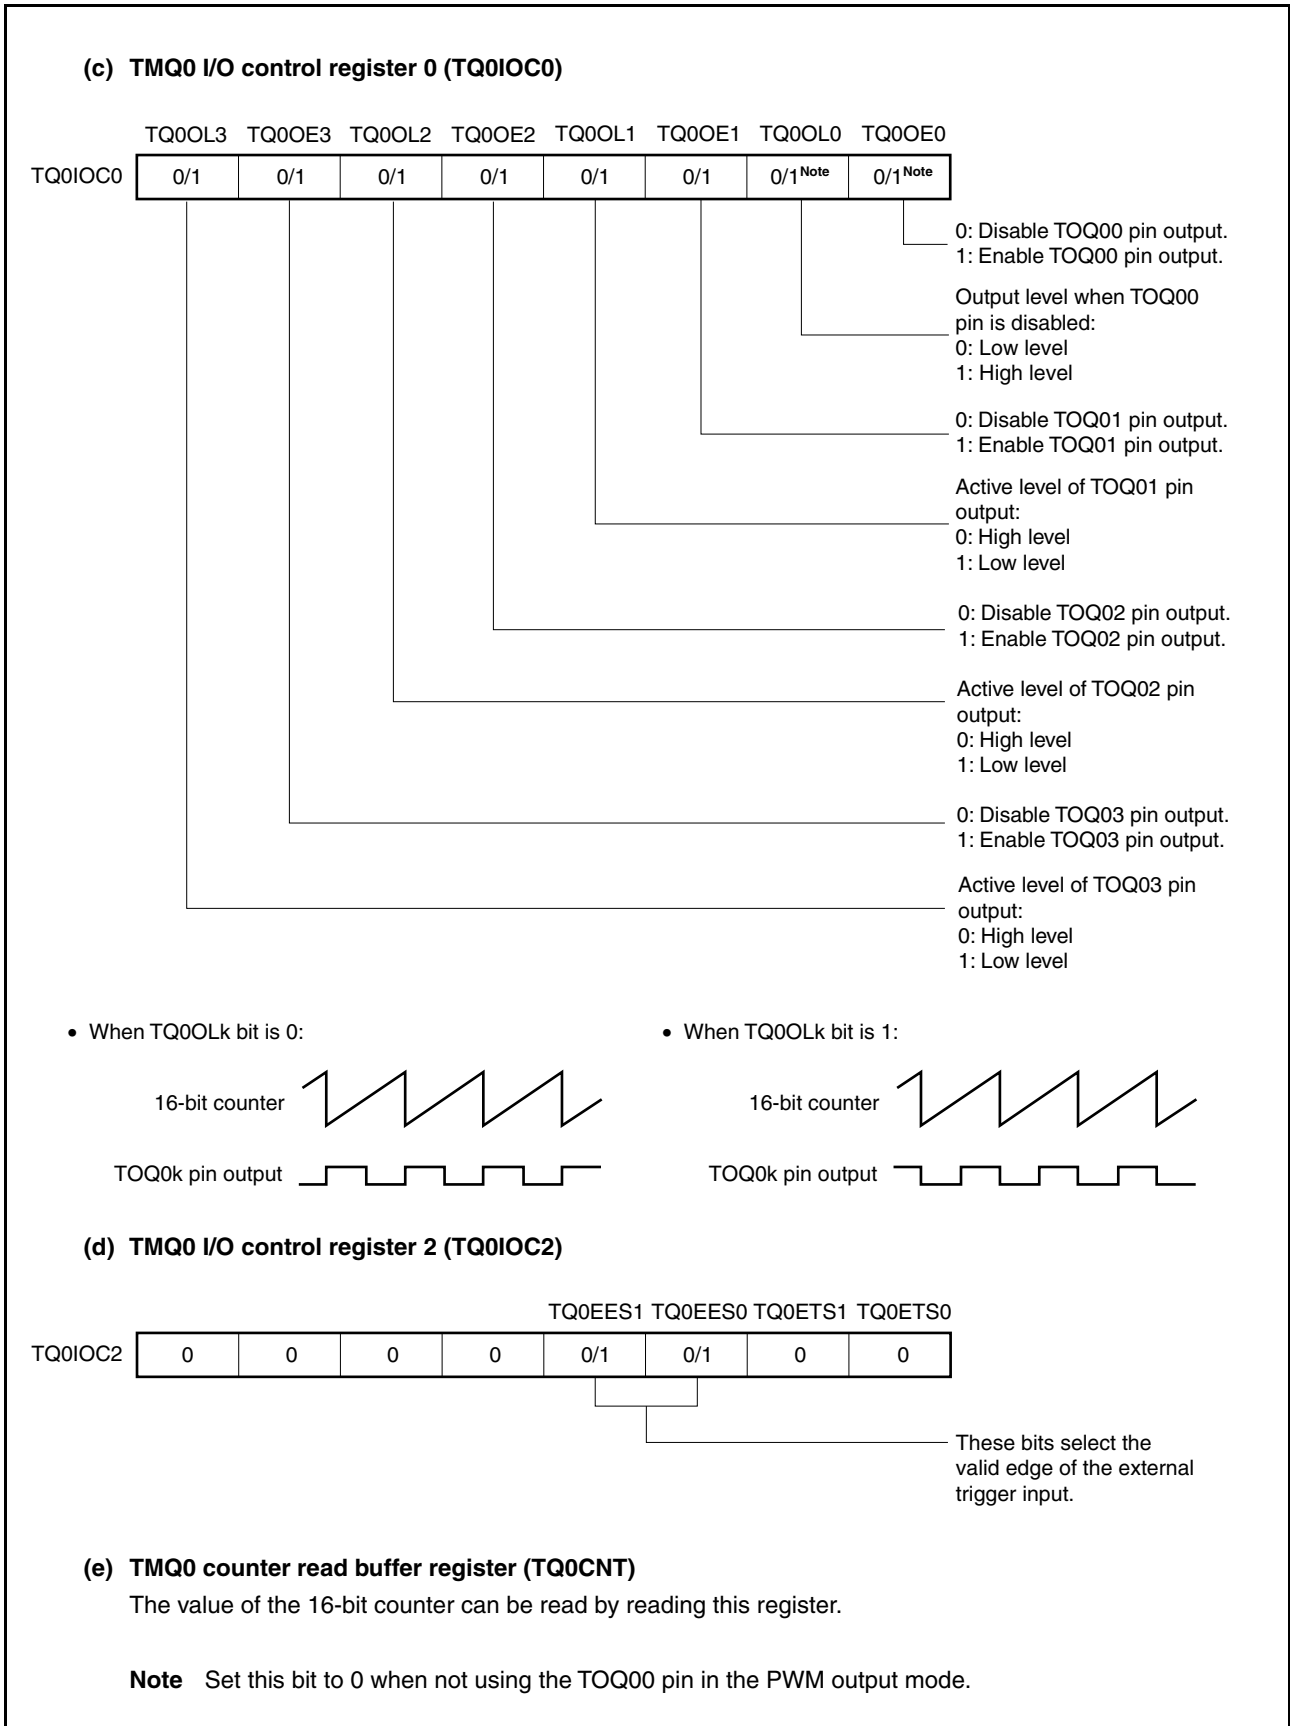 (c) TMQ0 I/O control register 0 (TQ0IOC0)
TQ0OL3 TQ0OE3 TQ0OL2 TQ0OE2 TQ0OL1 TQ0OE1 TQ0OL0 TQ0OE0
TQ0IOC0 0/1 0/1 0/1 0/1 0/1 0/1 0/1Note 0/1Note
0: Disable TOQ00 pin output.
1: Enable TOQ00 pin output.
Output level when TOQ00
pin is disabled:
0: Low level
1: High level
0: Disable TOQ01 pin output.
1: Enable TOQ01 pin output.
Active level of TOQ01 pin
output:
0: High level
1: Low level
0: Disable TOQ02 pin output.
1: Enable TOQ02 pin output.
Active level of TOQ02 pin
output:
0: High level
1: Low level
0: Disable TOQ03 pin output.
1: Enable TOQ03 pin output.
Active level of TOQ03 pin
output:
0: High level
1: Low level
• When TQ0OLk bit is 0:
16-bit counter
TOQ0k pin output
• When TQ0OLk bit is 1:
16-bit counter
TOQ0k pin output
(d) TMQ0 I/O control register 2 (TQ0IOC2)
TQ0EES1 TQ0EES0 TQ0ETS1 TQ0ETS0
TQ0IOC2 0 0 0 0 0/1 0/1 0 0
These bits select the
valid edge of the external
trigger input.
(e) TMQ0 counter read buffer register (TQ0CNT)
The value of the 16-bit counter can be read by reading this register.
Note Set this bit to 0 when not using the TOQ00 pin in the PWM output mode.